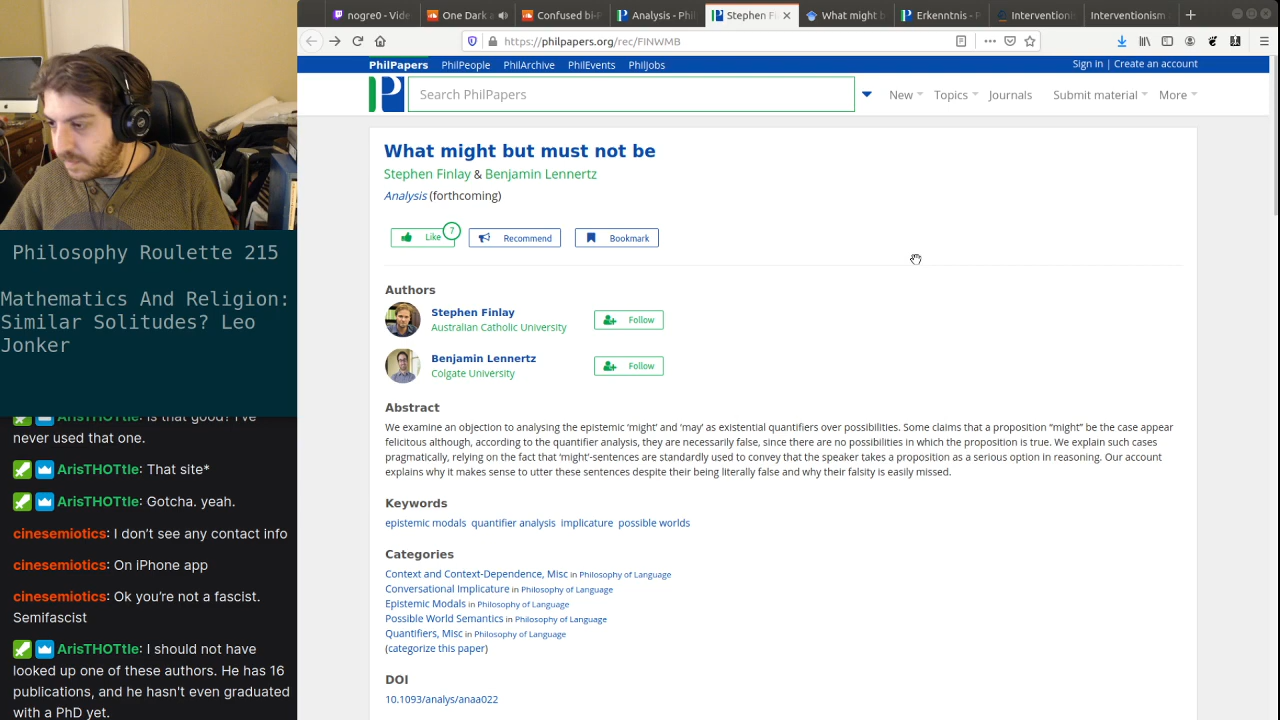 nogre0 - Vide
One Dark a
Confused bi-P
Analysis - Phil
Stephen Fin
What might b
Erkenntnis - R
Interventionis
Interventionism
https://philpapers.org/rec/FINWMB
PhilPapers PhilPeople PhilArchive PhilEvents PhilJobs
Sign in | Create an account
Search PhilPapers
New Topics Journals Submit material More
What might but must not be
Stephen Finlay & Benjamin Lennertz
Analysis (forthcoming)
Like 7 Recommend Bookmark
Authors
Stephen Finlay
Australian Catholic University
Follow
Benjamin Lennertz
Colgate University
Follow
Abstract
We examine an objection to analysing the epistemic ‘might’ and ‘may’ as existential quantifiers over possibilities. Some claims that a proposition “might” be the case appear
felicitous although, according to the quantifier analysis, they are necessarily false, since there are no possibilities in which the proposition is true. We explain such cases
pragmatically, relying on the fact that ‘might’-sentences are standardly used to convey that the speaker takes a proposition as a serious option in reasoning. Our account
explains why it makes sense to utter these sentences despite their being literally false and why their falsity is easily missed.
Keywords
epistemic modals quantifier analysis implicature possible worlds
Categories
Context and Context-Dependence, Misc in Philosophy of Language
Conversational Implicature in Philosophy of Language
Epistemic Modals in Philosophy of Language
Possible World Semantics in Philosophy of Language
Quantifiers, Misc in Philosophy of Language
(categorize this paper)
DOI
10.1093/analys/anaa022
Philosophy Roulette 215
Mathematics And Religion:
Similar Solitudes? Leo
Jonker
ArisTHOTtle: Is that good? I've
never used that one.
ArisTHOTtle: That site*
ArisTHOTtle: Gotcha. yeah.
cinesemiotics: I don’t see any contact info
cinesemiotics: On iPhone app
cinesemiotics: Ok you’re not a fascist.
Semifascist
ArisTHOTtle: I should not have
looked up one of these authors. He has 16
publications, and he hasn't even graduated
with a PhD yet.